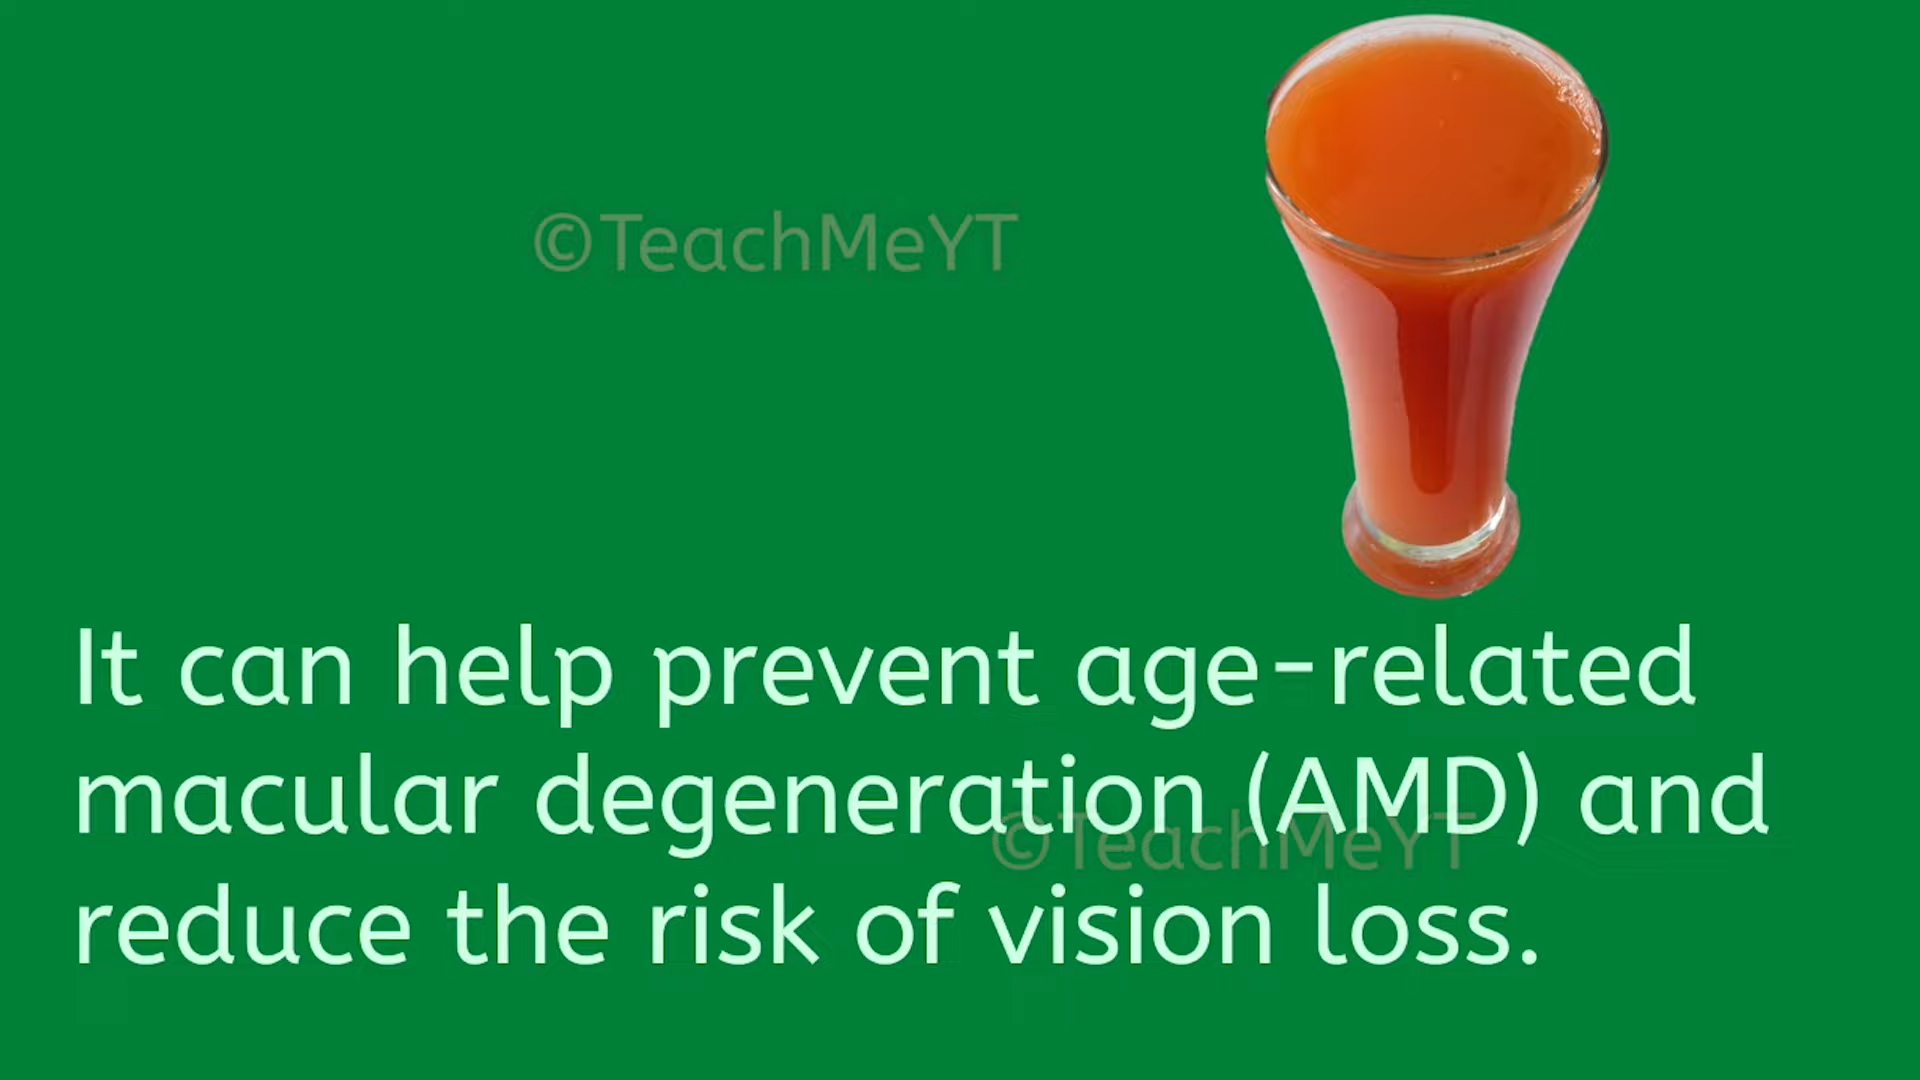 ©TeachMeYT
It can help prevent age-related
macular degeneration (AMD) and
©TeachMeYT
reduce the risk of vision loss.